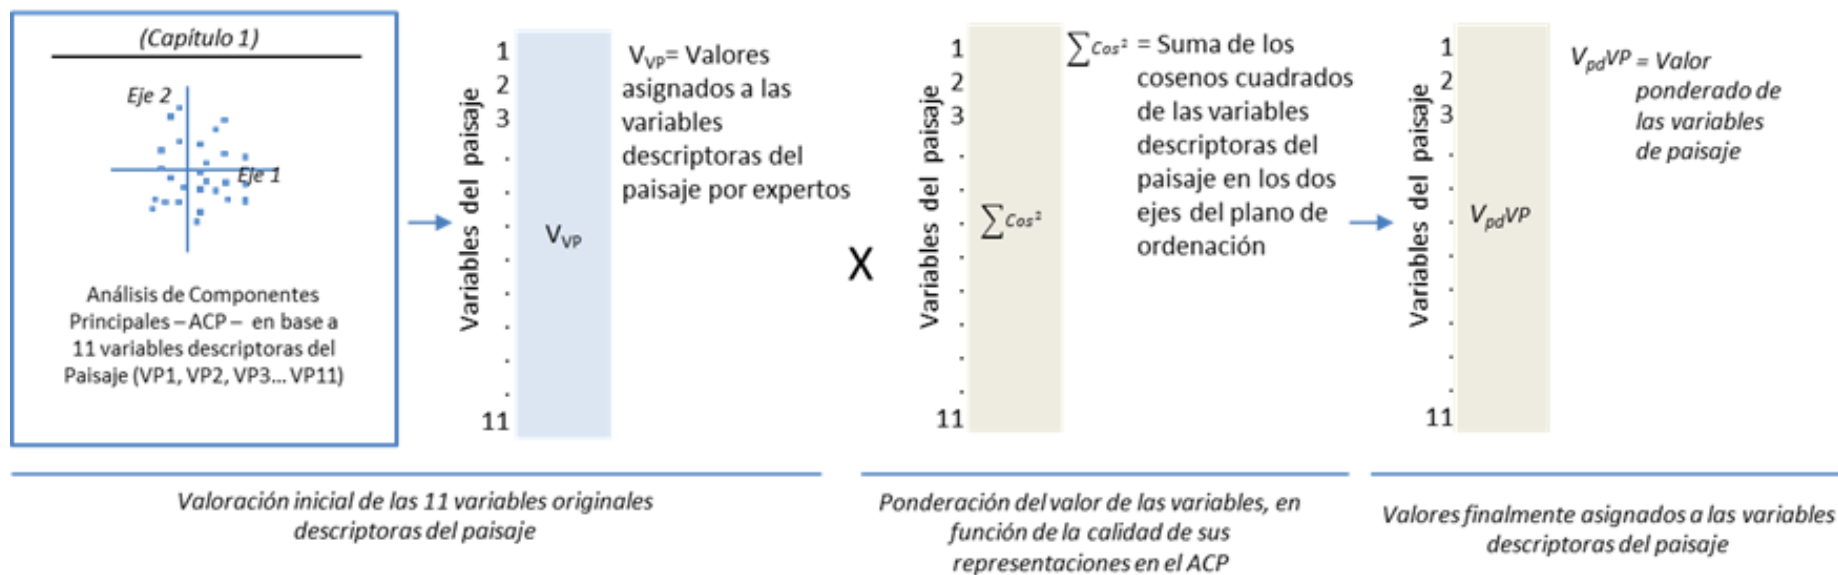 (Capítulo 1)
Eje 2
Eje 1
Análisis de Componentes
Principales – ACP – en base a
11 variables descriptoras del
Paisaje (VP1, VP2, VP3... VP11)
Variables del paisaje
1
2
3
.
.
.
.
.
.
.
.
11
V_VP
V_VP= Valores
asignados a las
variables
descriptoras del
paisaje por expertos
Valoración inicial de las 11 variables originales
descriptoras del paisaje
X
Variables del paisaje
1
2
3
.
.
.
.
.
.
.
.
11
∑Cos²
∑Cos² = Suma de los
cosenos cuadrados
de las variables
descriptoras del
paisaje en los dos
ejes del plano de
ordenación
Ponderación del valor de las variables, en
función de la calidad de sus
representaciones en el ACP
Variables del paisaje
1
2
3
.
.
.
.
.
.
.
.
11
V_pdVP
V_pdVP = Valor
ponderado de
las variables
de paisaje
Valores finalmente asignados a las variables
descriptoras del paisaje